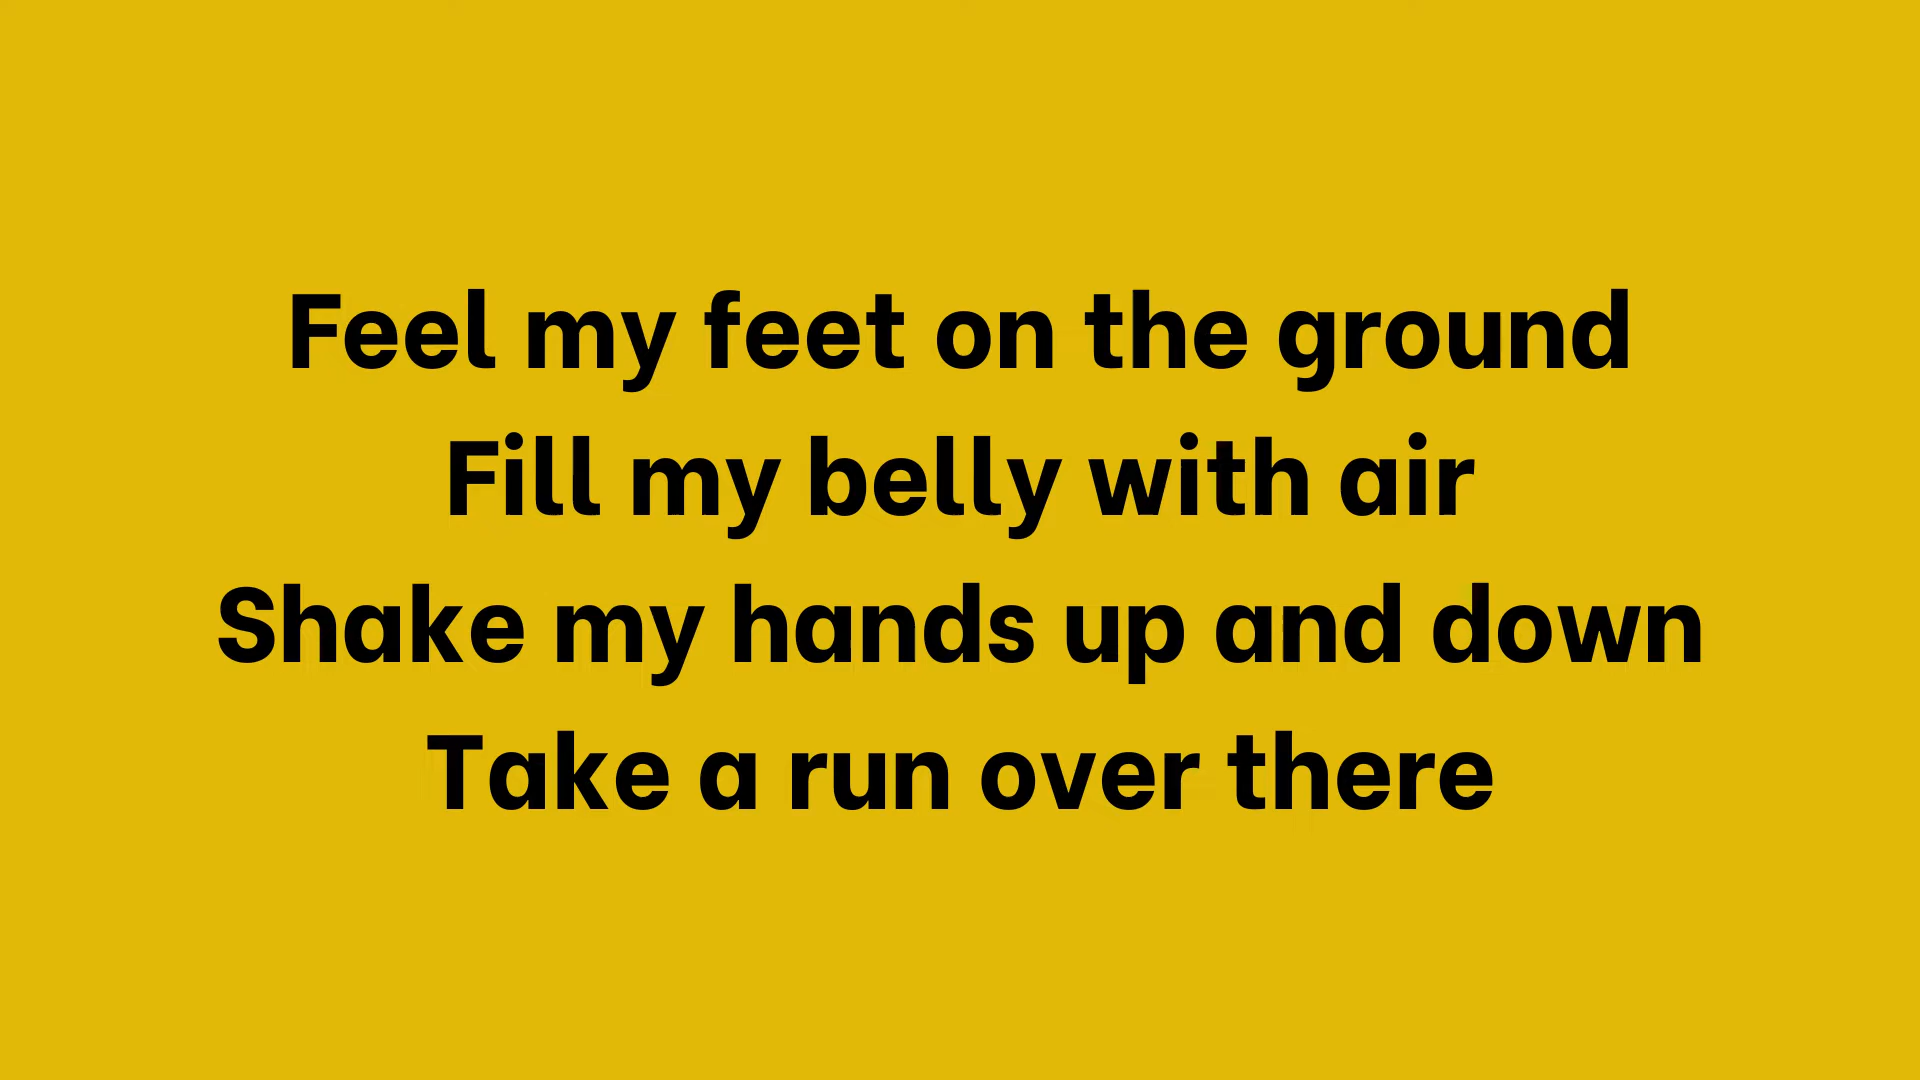 Feel my feet on the ground
Fill my belly with air
Shake my hands up and down
Take a run over there